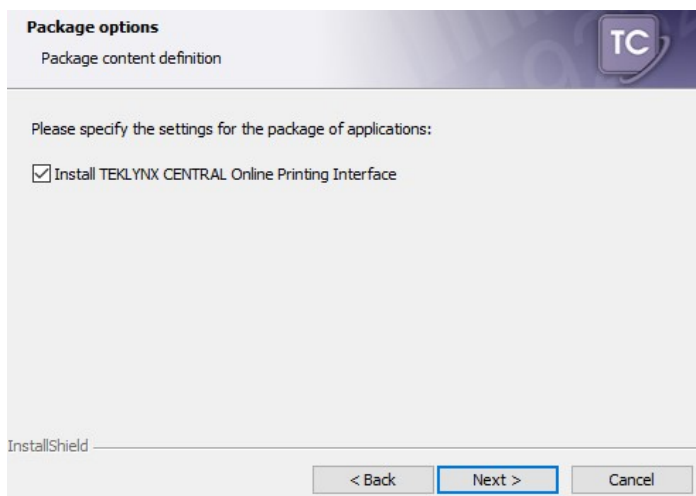 Package options
Package content definition
TC
Please specify the settings for the package of applications:
Install TEKLYNX CENTRAL Online Printing Interface
InstallShield
< Back Next > Cancel